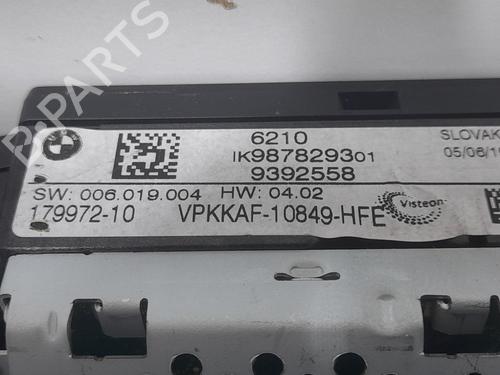 B-PARTS
BMW
6210
IK987829301
9392558
SW: 006.019.004 HW: 04.02
179972-10 VPKKAF-10849-HFE
Visteon
SLOVAK
05/06/1